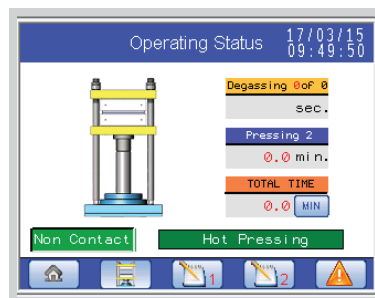 Operating Status 17/03/15
09:49:50
Degassing 0of 0
sec.
Pressing 2
0.0 min.
TOTAL TIME
0.0 MIN
Non Contact Hot Pressing
1 2